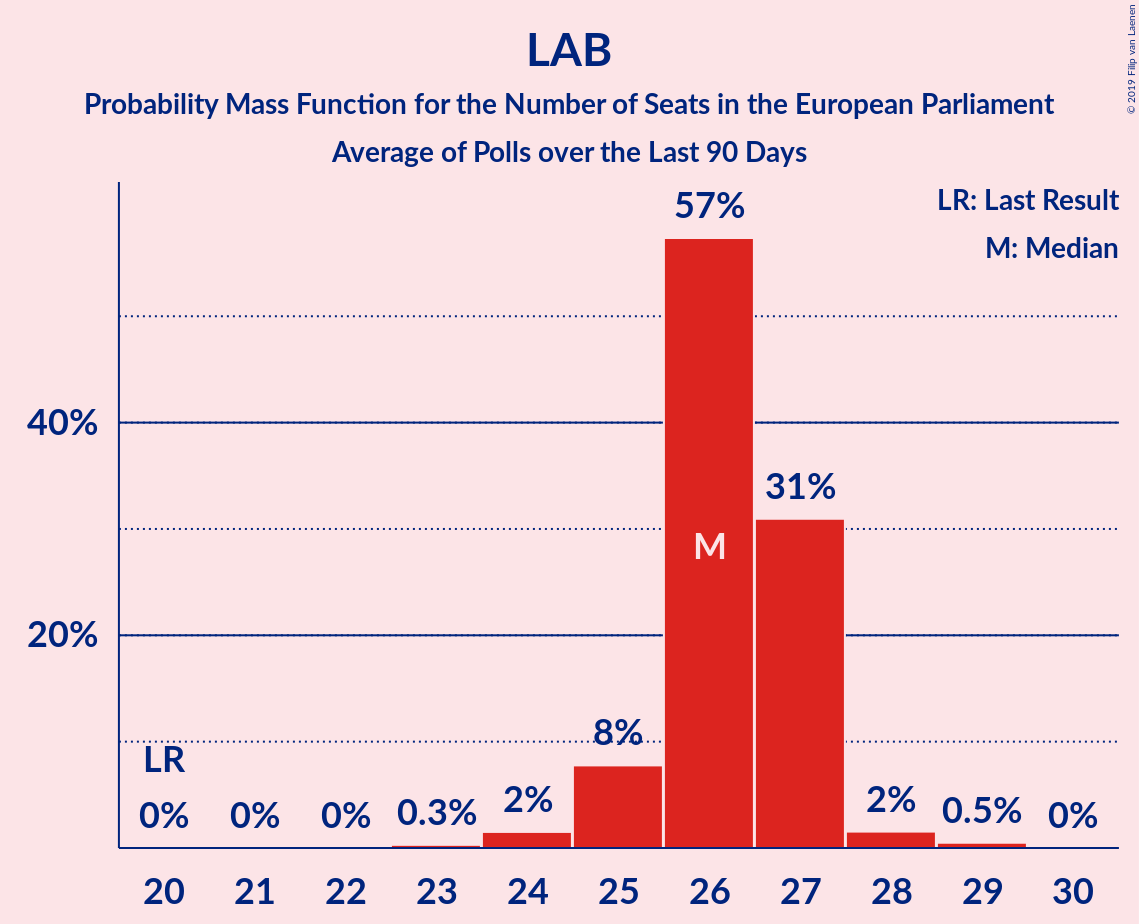 LAB
Probability Mass Function for the Number of Seats in the European Parliament
Average of Polls over the Last 90 Days
© 2019 Filip van Laenen
LR: Last Result
M: Median
57%
40%
31%
M
20%
8%
LR
0% 0% 0% 0.3% 2% 2% 0.5% 0%
20 21 22 23 24 25 26 27 28 29 30